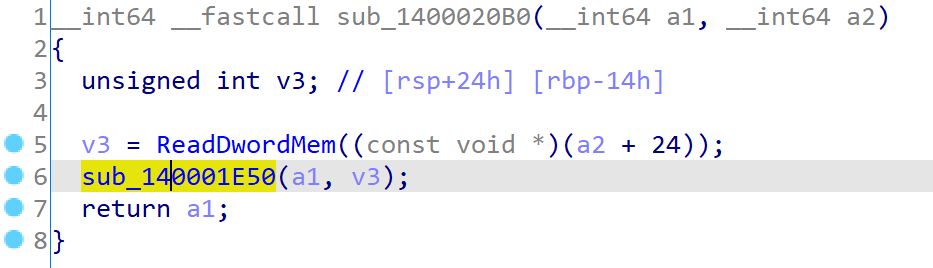 1 __int64 __fastcall sub_1400020B0(__int64 a1, __int64 a2)
2 {
3 unsigned int v3; // [rsp+24h] [rbp-14h]
4
5 v3 = ReadDwordMem((const void *)(a2 + 24));
6 sub_140001E50(a1, v3);
7 return a1;
8 }